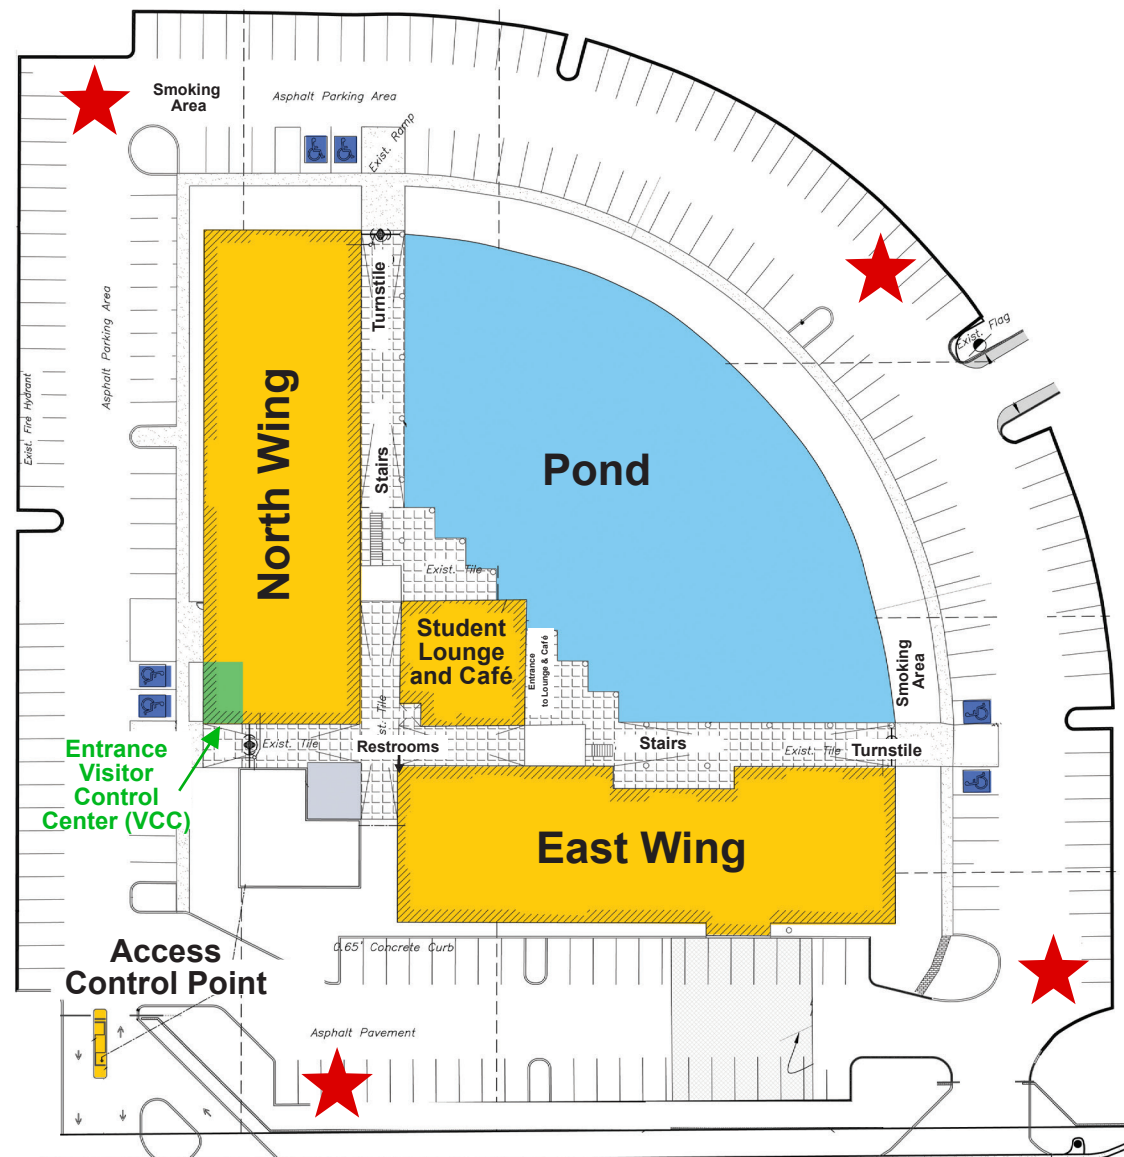 Smoking
Area
Asphalt Parking Area
Exist. Ramp
Turnstile
Exist. Flag
Asphalt Parking Area
Exist. Fire Hydrant
North Wing
Stairs
Pond
Exist. Tile
Student
Lounge
and Café
Entrance
to Lounge & Café
Smoking
Area
Entrance
Visitor
Control
Center (VCC)
Exist. Tile
st. Tile
Restrooms
Stairs
Exist. Tile
Turnstile
East Wing
Access
Control Point
0.65' Concrete Curb
Asphalt Pavement